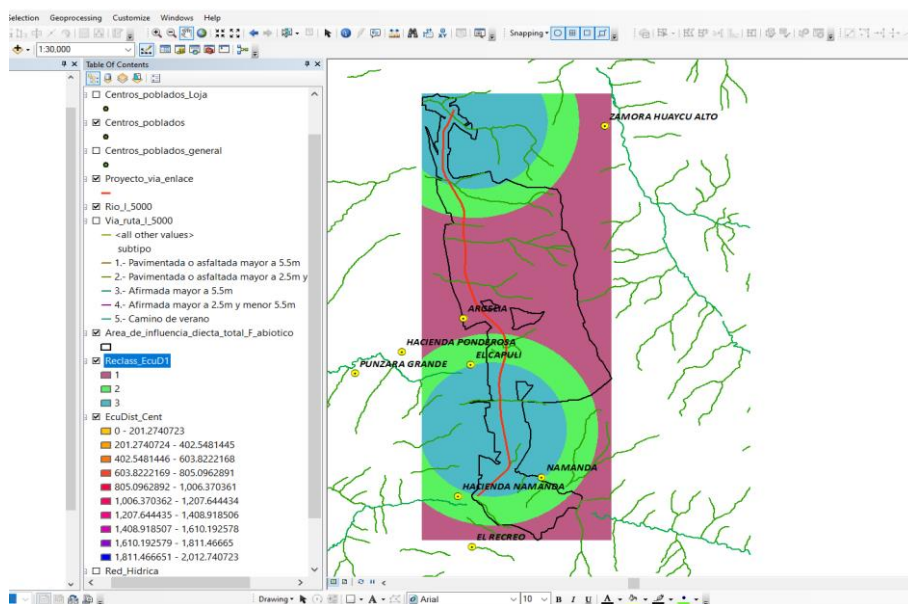 Selection Geoprocessing Customize Windows Help
Snapping
1:30.000
Table Of Contents
Centros_poblados_Loja
Centros_poblados
Centros_poblados_general
Proyecto_via_enlace
Rio_l_5000
Via_ruta_l_5000
<all other values>
subtipo
1.- Pavimentada o asfaltada mayor a 5.5m
2.- Pavimentada o asfaltada mayor a 2.5m y
3.- Afirmada mayor a 5.5m
4.- Afirmada mayor a 2.5m y menor 5.5m
5.- Camino de verano
Area_de_influencia_diecta_total_F_abiotico
Reclass_EcuD1
1
2
3
EcuDist_Cent
0 - 201.2740723
201.2740724 - 402.5481445
402.5481446 - 603.8222168
603.8222169 - 805.0962891
805.0962892 - 1,006.370361
1,006.370362 - 1,207.644434
1,207.644435 - 1,408.918506
1,408.918507 - 1,610.192578
1,610.192579 - 1,811.46665
1,811.466651 - 2,012.740723
Red_Hidrica
ZAMORA HUAYCU ALTO
ARGELIA
HACIENDA PONDEROSA
EL CAPULÍ
PUNZARA GRANDE
NAMANDA
HACIENDA NAMANDA
EL RECREO
Drawing
Arial
10
B I U A